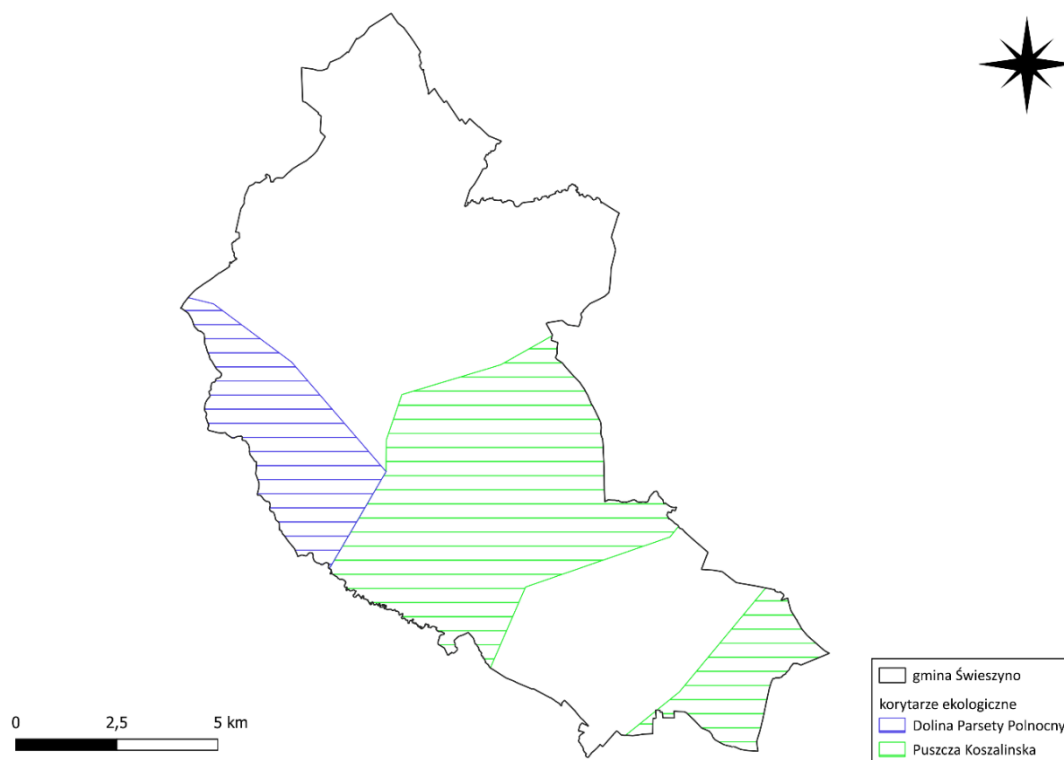 gmina Świeszyno
korytarze ekologiczne
Dolina Parsety Polnocny
Puszcza Koszalinska
0 2,5 5 km